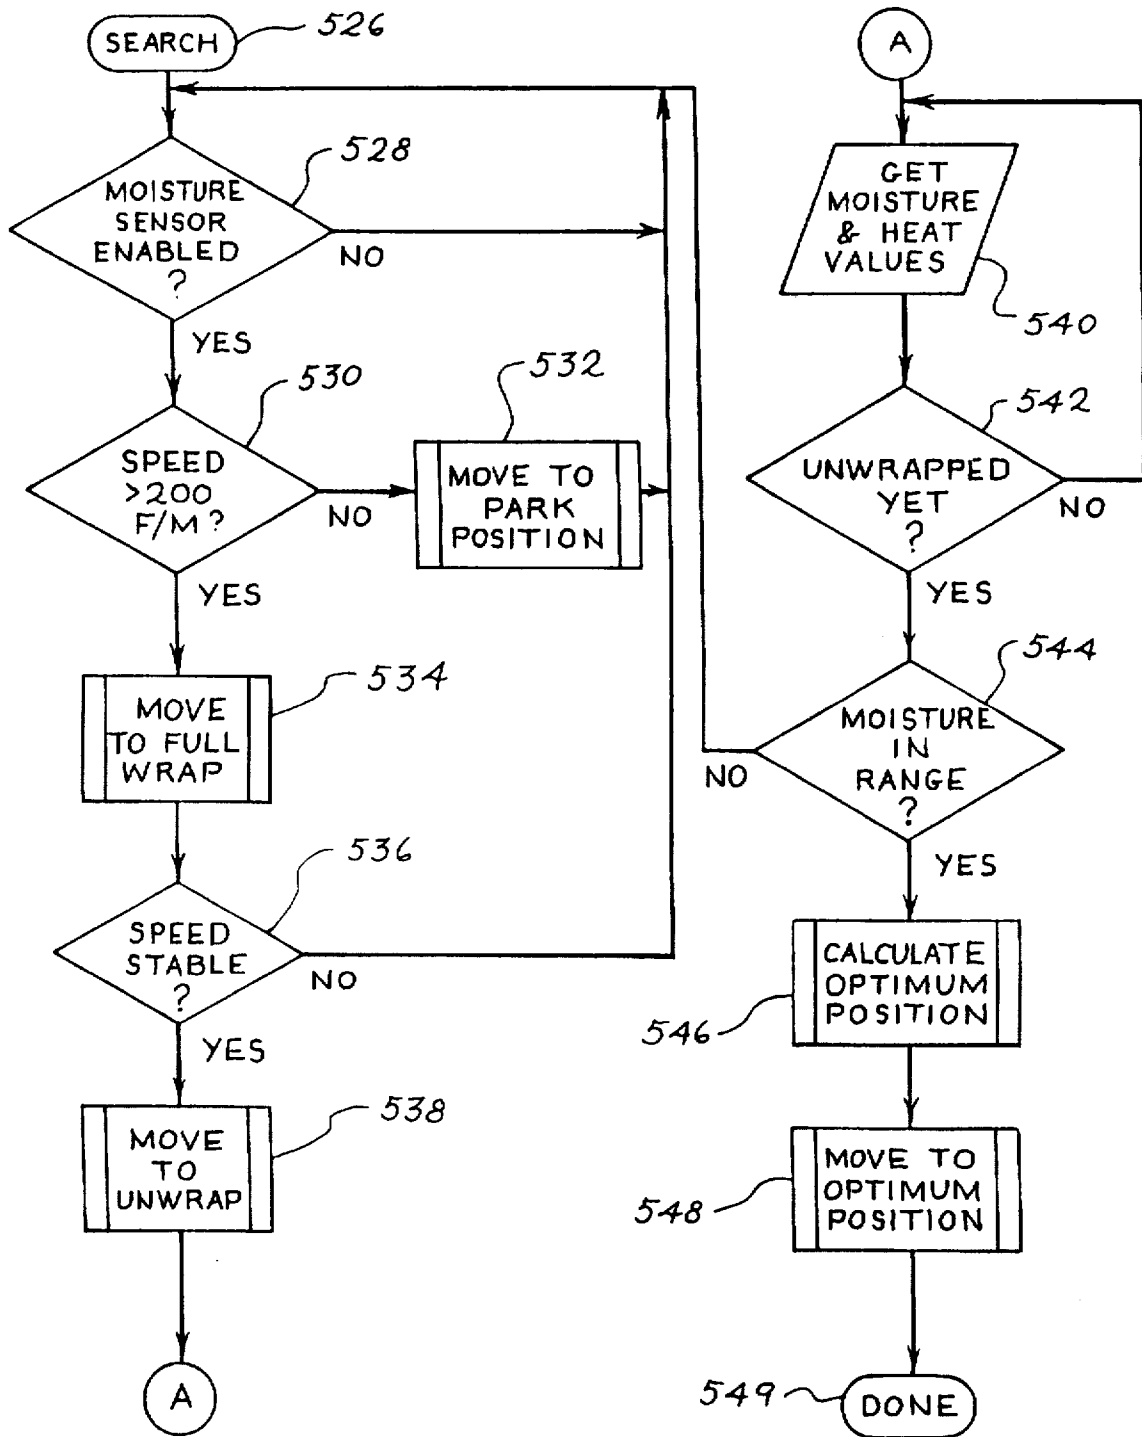 SEARCH
526
MOISTURE
SENSOR
ENABLED
?
528
NO
YES
SPEED
>200
F/M?
530
NO
YES
MOVE TO
PARK
POSITION
532
MOVE
TO FULL
WRAP
534
SPEED
STABLE
?
536
NO
YES
MOVE
TO
UNWRAP
538
A
A
GET
MOISTURE
& HEAT
VALUES
540
UNWRAPPED
YET
?
542
NO
YES
MOISTURE
IN
RANGE
?
544
NO
YES
CALCULATE
OPTIMUM
POSITION
546
MOVE TO
OPTIMUM
POSITION
548
DONE
549